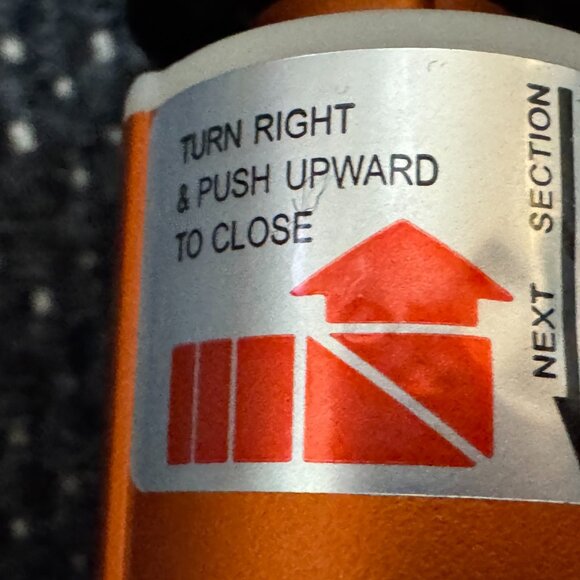 TURN RIGHT
& PUSH UPWARD
TO CLOSE
NEXT SECTION